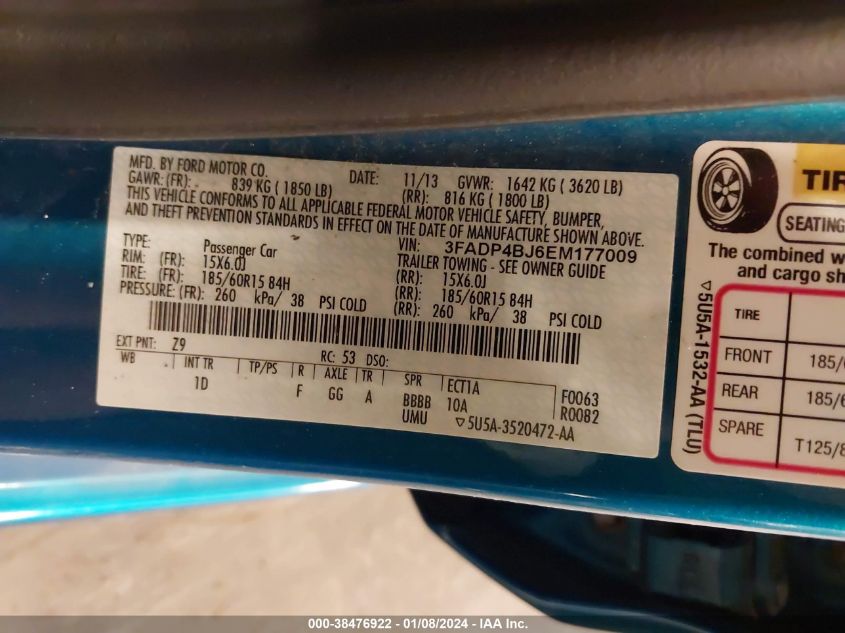 MFD. BY FORD MOTOR CO.
DATE: 11/13 GVWR: 1642 KG ( 3620 LB)
GAWR: (FR): 839 KG ( 1850 LB) (RR): 816 KG ( 1800 LB)
THIS VEHICLE CONFORMS TO ALL APPLICABLE FEDERAL MOTOR VEHICLE SAFETY, BUMPER,
AND THEFT PREVENTION STANDARDS IN EFFECT ON THE DATE OF MANUFACTURE SHOWN ABOVE.
VIN: 3FADP4BJ6EM177009
TYPE: Passenger Car TRAILER TOWING - SEE OWNER GUIDE
RIM: (FR): 15X6.0J (RR): 15X6.0J
TIRE: (FR): 185/60R15 84H (RR): 185/60R15 84H
PRESSURE: (FR): 260 kPa/ 38 PSI COLD (RR): 260 kPa/ 38 PSI COLD
EXT PNT: Z9 RC: 53 DSO:
WB INT TR TP/PS R AXLE TR SPR ECT1A F0063
1D F GG A BBBB 10A R0082
UMU ▽5U5A-3520472-AA
▽5U5A-1532-AA (TLU)
TIR
SEATING
The combined w
and cargo sh
TIRE
FRONT 185/6
REAR 185/6
SPARE T125/8
000-38476922 - 01/08/2024 - IAA Inc.